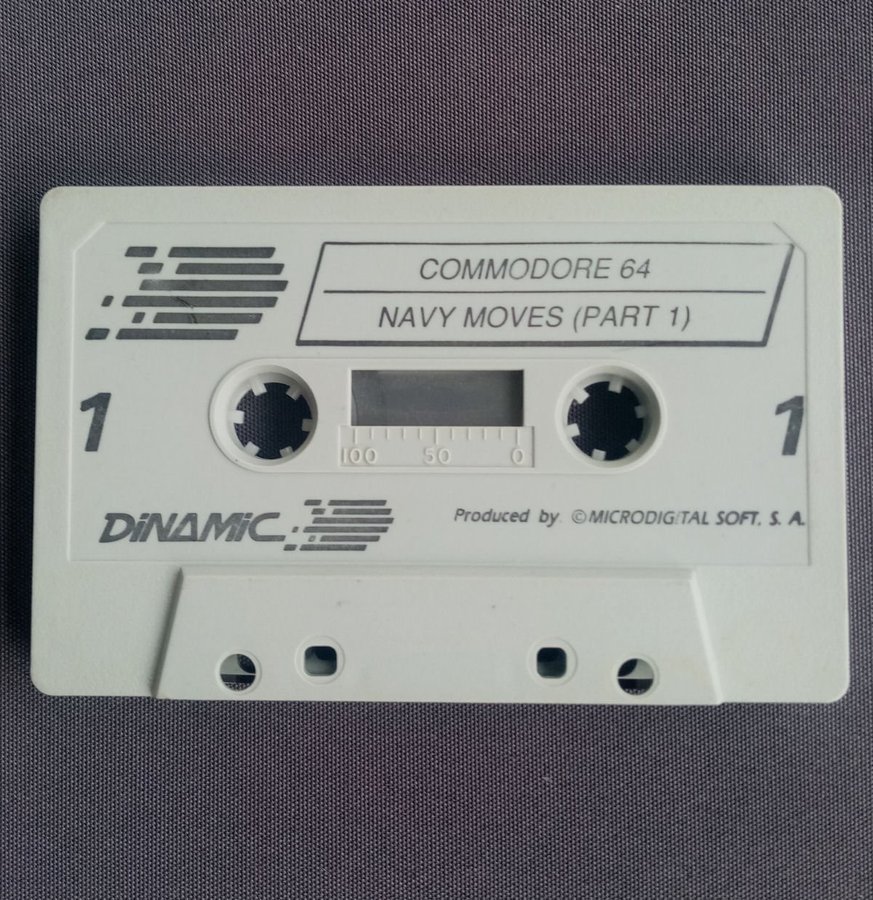 COMMODORE 64
NAVY MOVES (PART 1)
1 1
100 50 0
DiNAMiC
Produced by. © MICRODIGITAL SOFT, S. A.